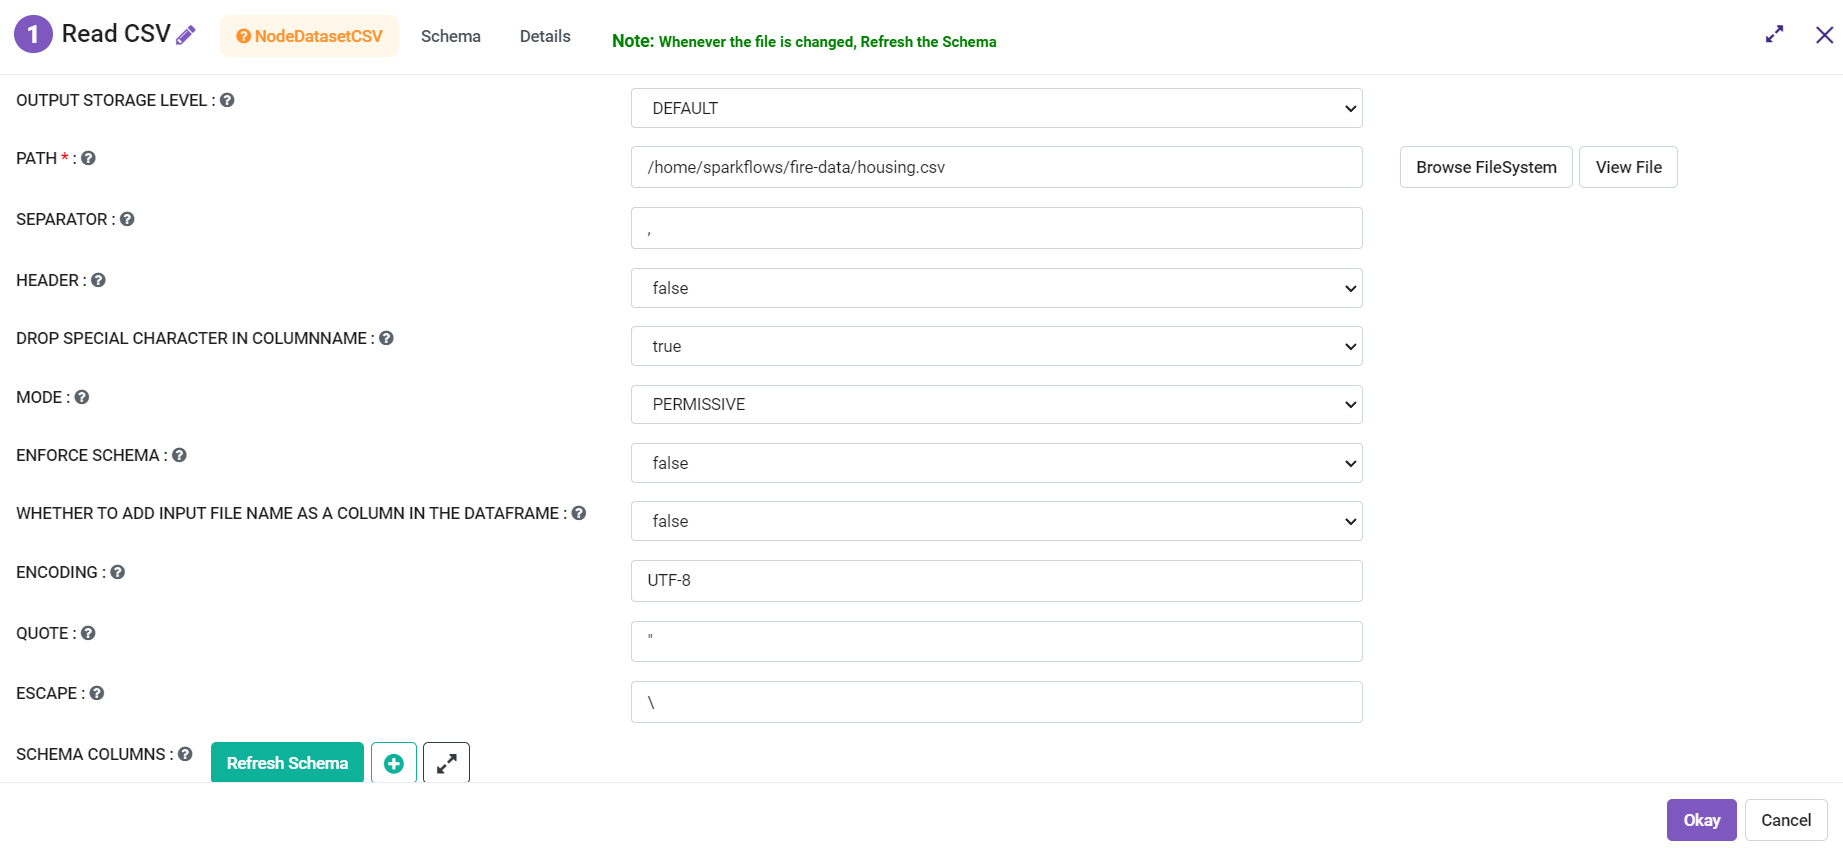 1 Read CSV NodeDatasetCSV Schema Details Note: Whenever the file is changed, Refresh the Schema
OUTPUT STORAGE LEVEL : DEFAULT
PATH * : /home/sparkflows/fire-data/housing.csv Browse FileSystem View File
SEPARATOR : ,
HEADER : false
DROP SPECIAL CHARACTER IN COLUMNNAME : true
MODE : PERMISSIVE
ENFORCE SCHEMA : false
WHETHER TO ADD INPUT FILE NAME AS A COLUMN IN THE DATAFRAME : false
ENCODING : UTF-8
QUOTE : "
ESCAPE : \
SCHEMA COLUMNS : Refresh Schema
Okay Cancel